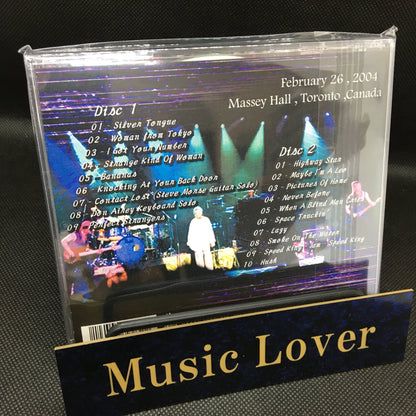 February 26 , 2004
Massey Hall , Toronto ,Canada
Disc 1
01 · Silver Tongue
02 · Woman from Tokyo
03 · I Got Your Number
04 · Strange Kind Of Woman
05 · Bananas
06 · Knocking At Your Back Door
07 · Contact Lost (Steve Morse Guitar Solo)
08 · Don Airey Keyboard Solo
09 · Perfect Strangers
Disc 2
01 · Highway Star
02 · Maybe I'm A Leo
03 · Pictures Of Home
04 · Never Before
05 · When A Blind Man Cries
06 · Space Truckin'
07 · Lazy
08 · Smoke On The Water
09 · Speed King Speed King
10 · Hush
Music Lover